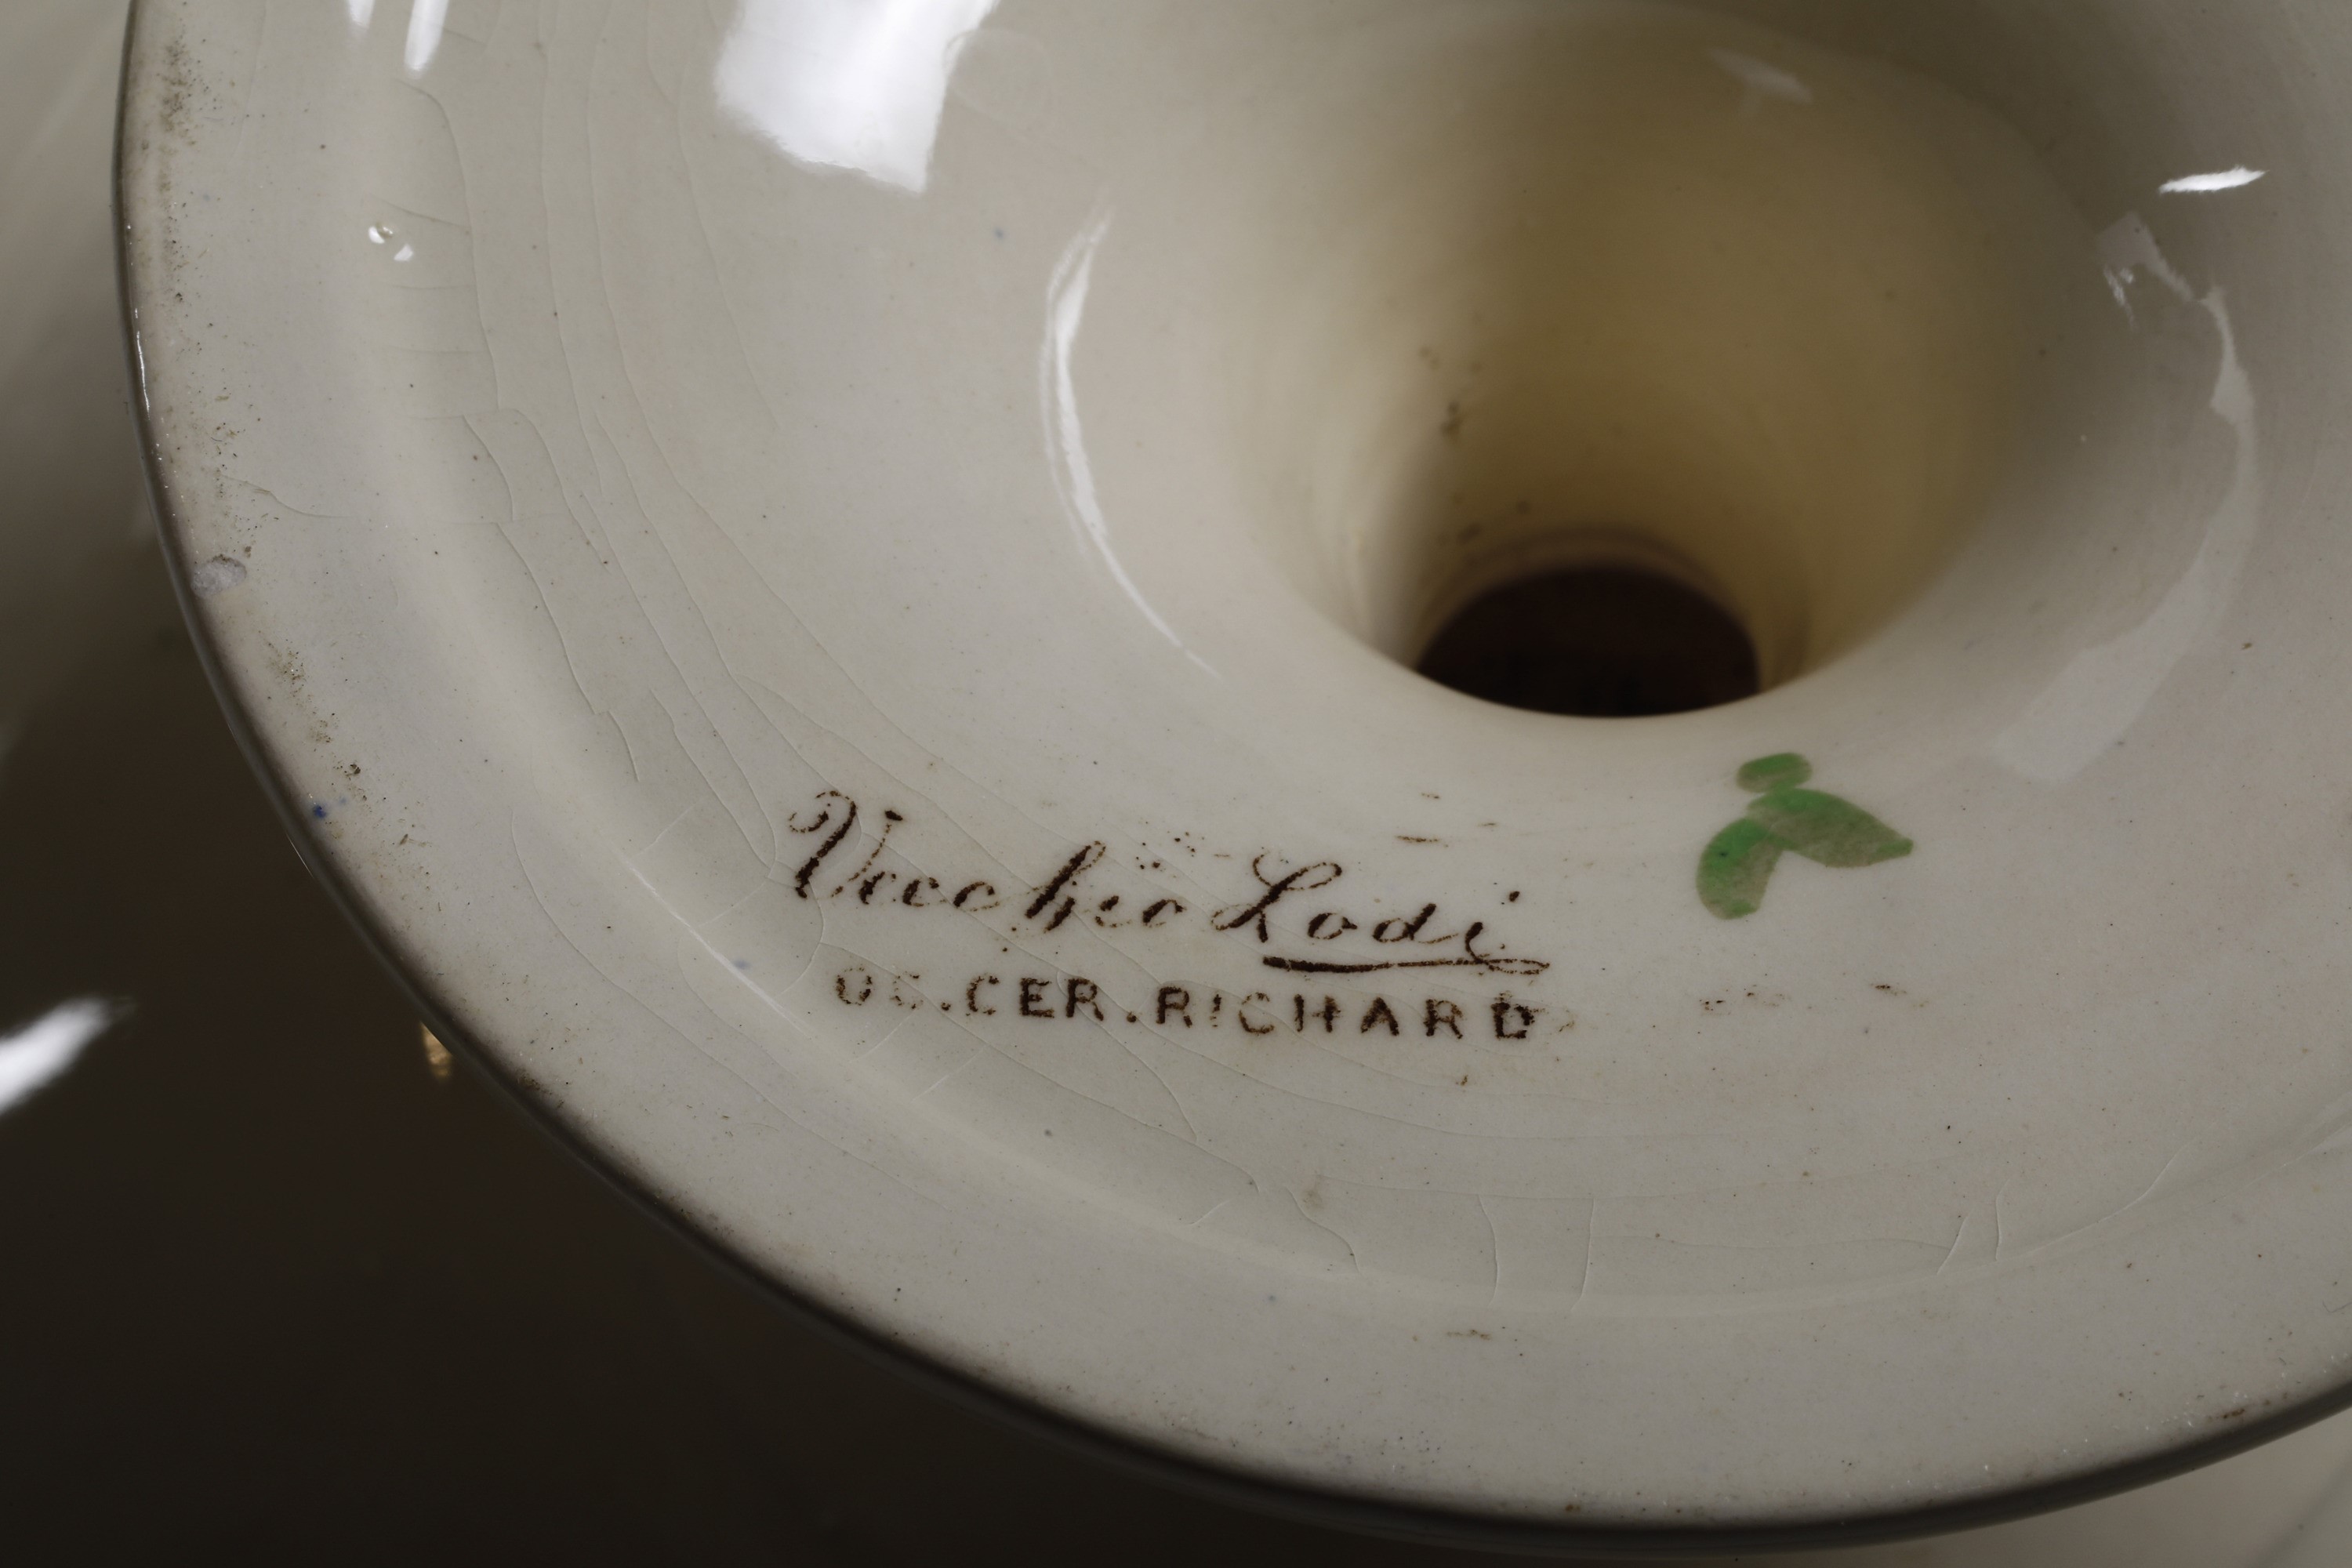 Vecchio Lodi
CER. RICHARD